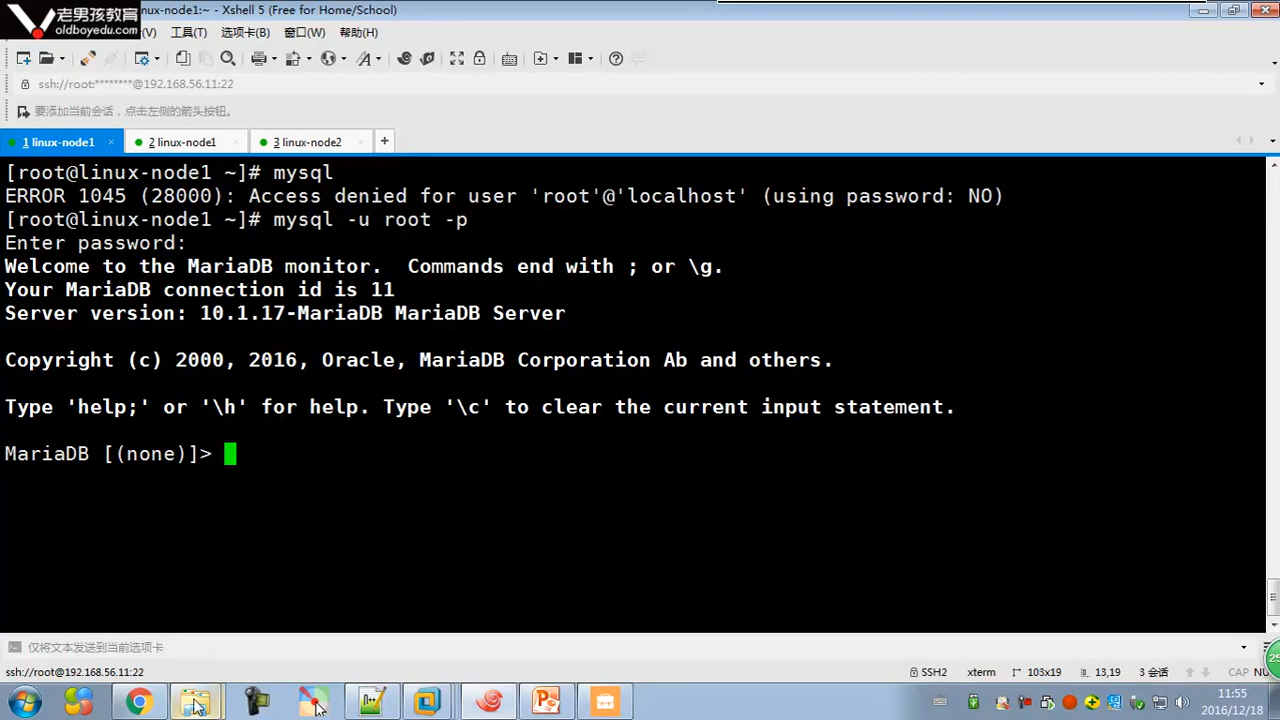 老男孩教育
oldboyedu.com
nux-node1:~ - Xshell 5 (Free for Home/School)
(V) 工具(T) 选项卡(B) 窗口(W) 帮助(H)
ssh://root:********@192.168.56.11:22
要添加当前会话，点击左侧的箭头按钮。
1 linux-node1 × 2 linux-node1 × 3 linux-node2 × +
[root@linux-node1 ~]# mysql
ERROR 1045 (28000): Access denied for user 'root'@'localhost' (using password: NO)
[root@linux-node1 ~]# mysql -u root -p
Enter password:
Welcome to the MariaDB monitor.  Commands end with ; or \g.
Your MariaDB connection id is 11
Server version: 10.1.17-MariaDB MariaDB Server
Copyright (c) 2000, 2016, Oracle, MariaDB Corporation Ab and others.
Type 'help;' or '\h' for help. Type '\c' to clear the current input statement.
MariaDB [(none)]>
仅将文本发送到当前选项卡
ssh://root@192.168.56.11:22 SSH2 xterm 103x19 13,19 3 会话 CAP NU
25
11:55
2016/12/18